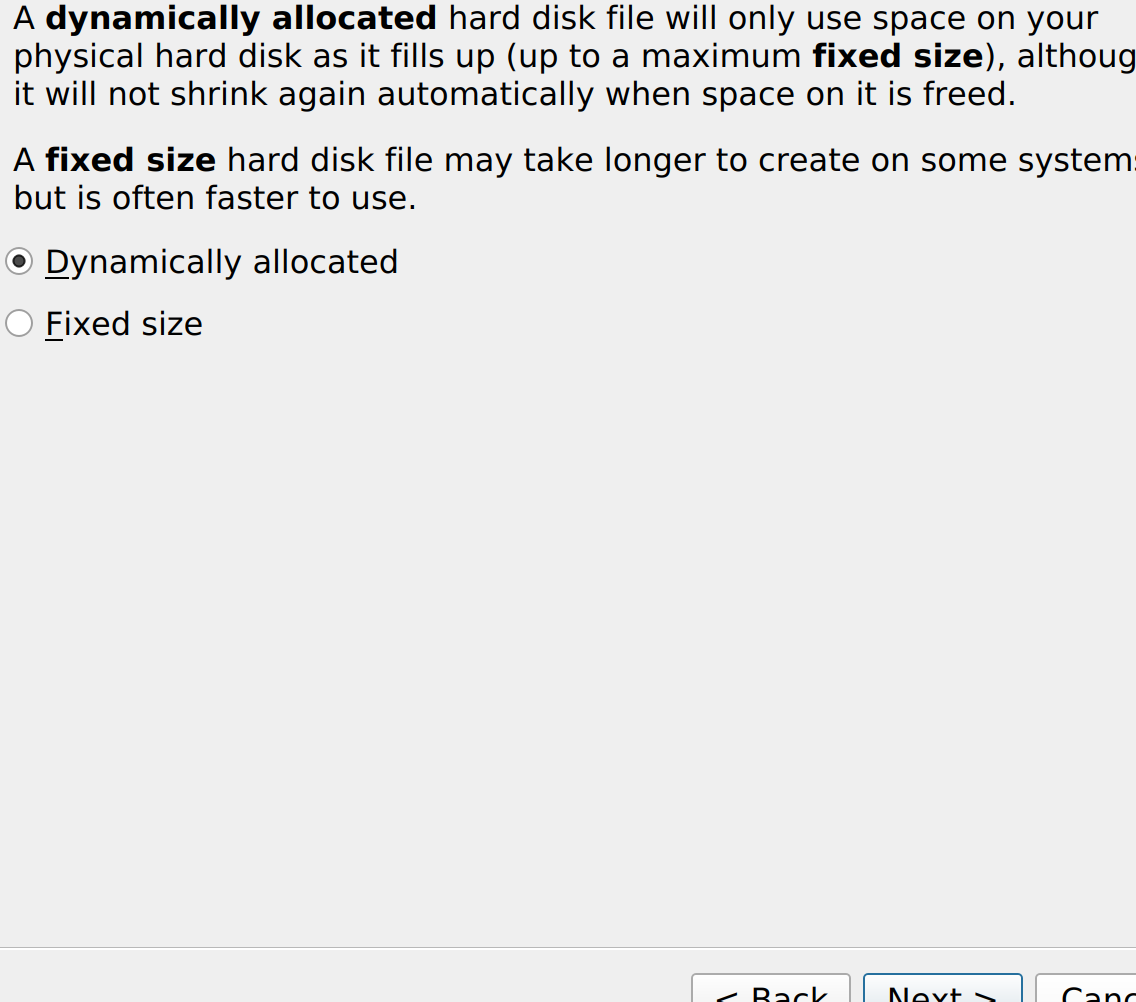 A dynamically allocated hard disk file will only use space on your
physical hard disk as it fills up (up to a maximum fixed size), althoug
it will not shrink again automatically when space on it is freed.
A fixed size hard disk file may take longer to create on some systems
but is often faster to use.
Dynamically allocated
Fixed size
< Back Next > Canc